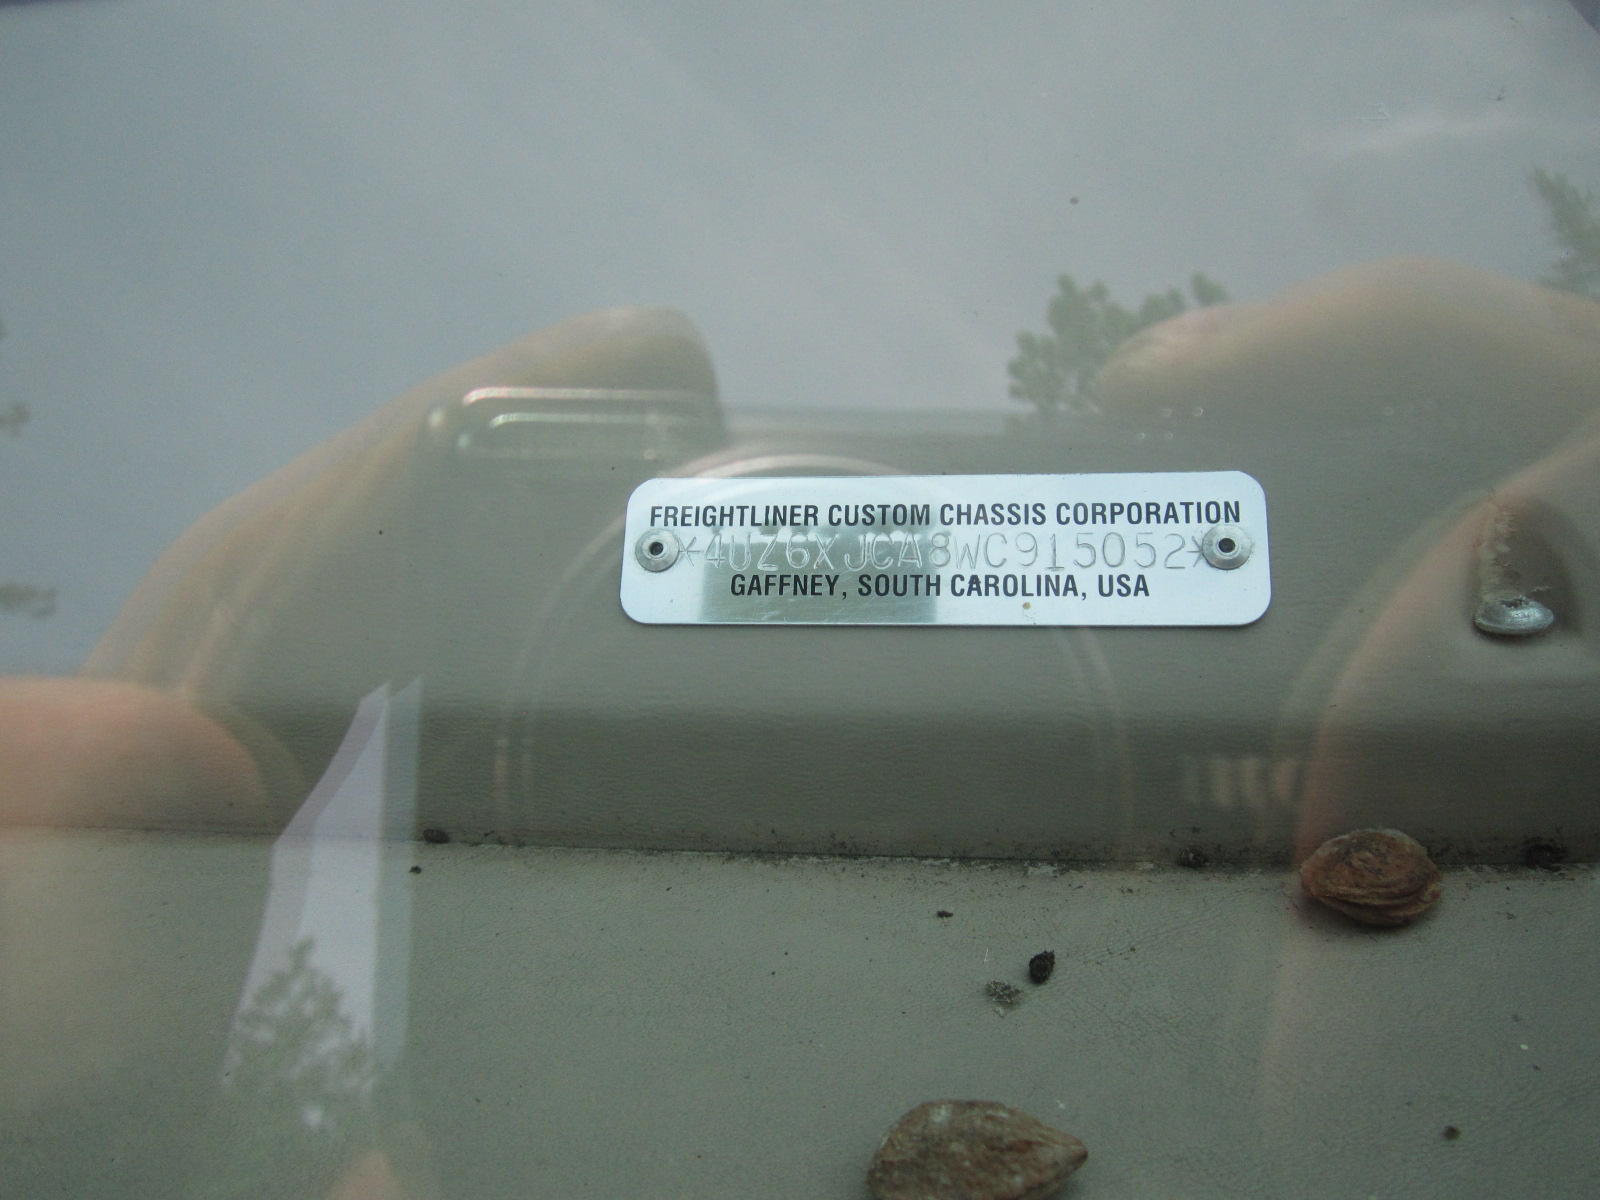 FREIGHTLINER CUSTOM CHASSIS CORPORATION
*4UZ6XJCA8WC915052*
GAFFNEY, SOUTH CAROLINA, USA